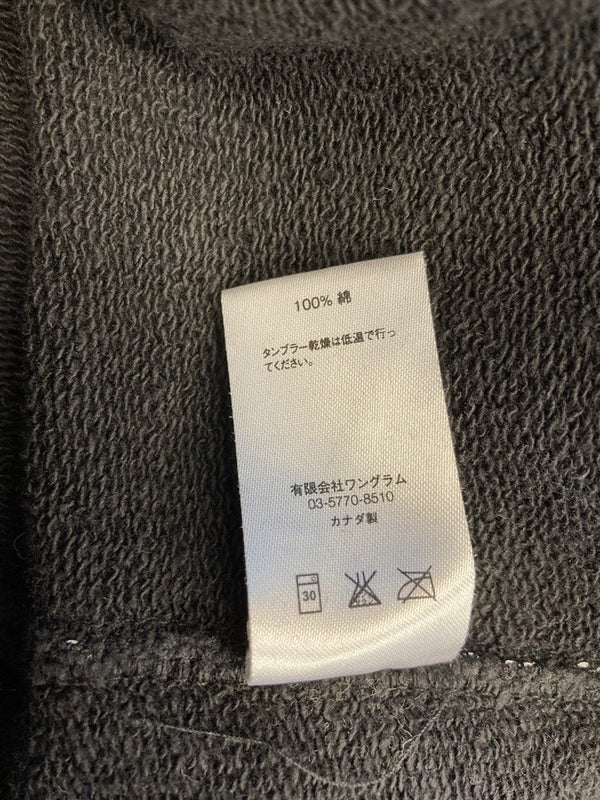 100% 綿
タンブラー乾燥は低温で行っ
てください。
有限会社ワングラム
03-5770-8510
カナダ製
30